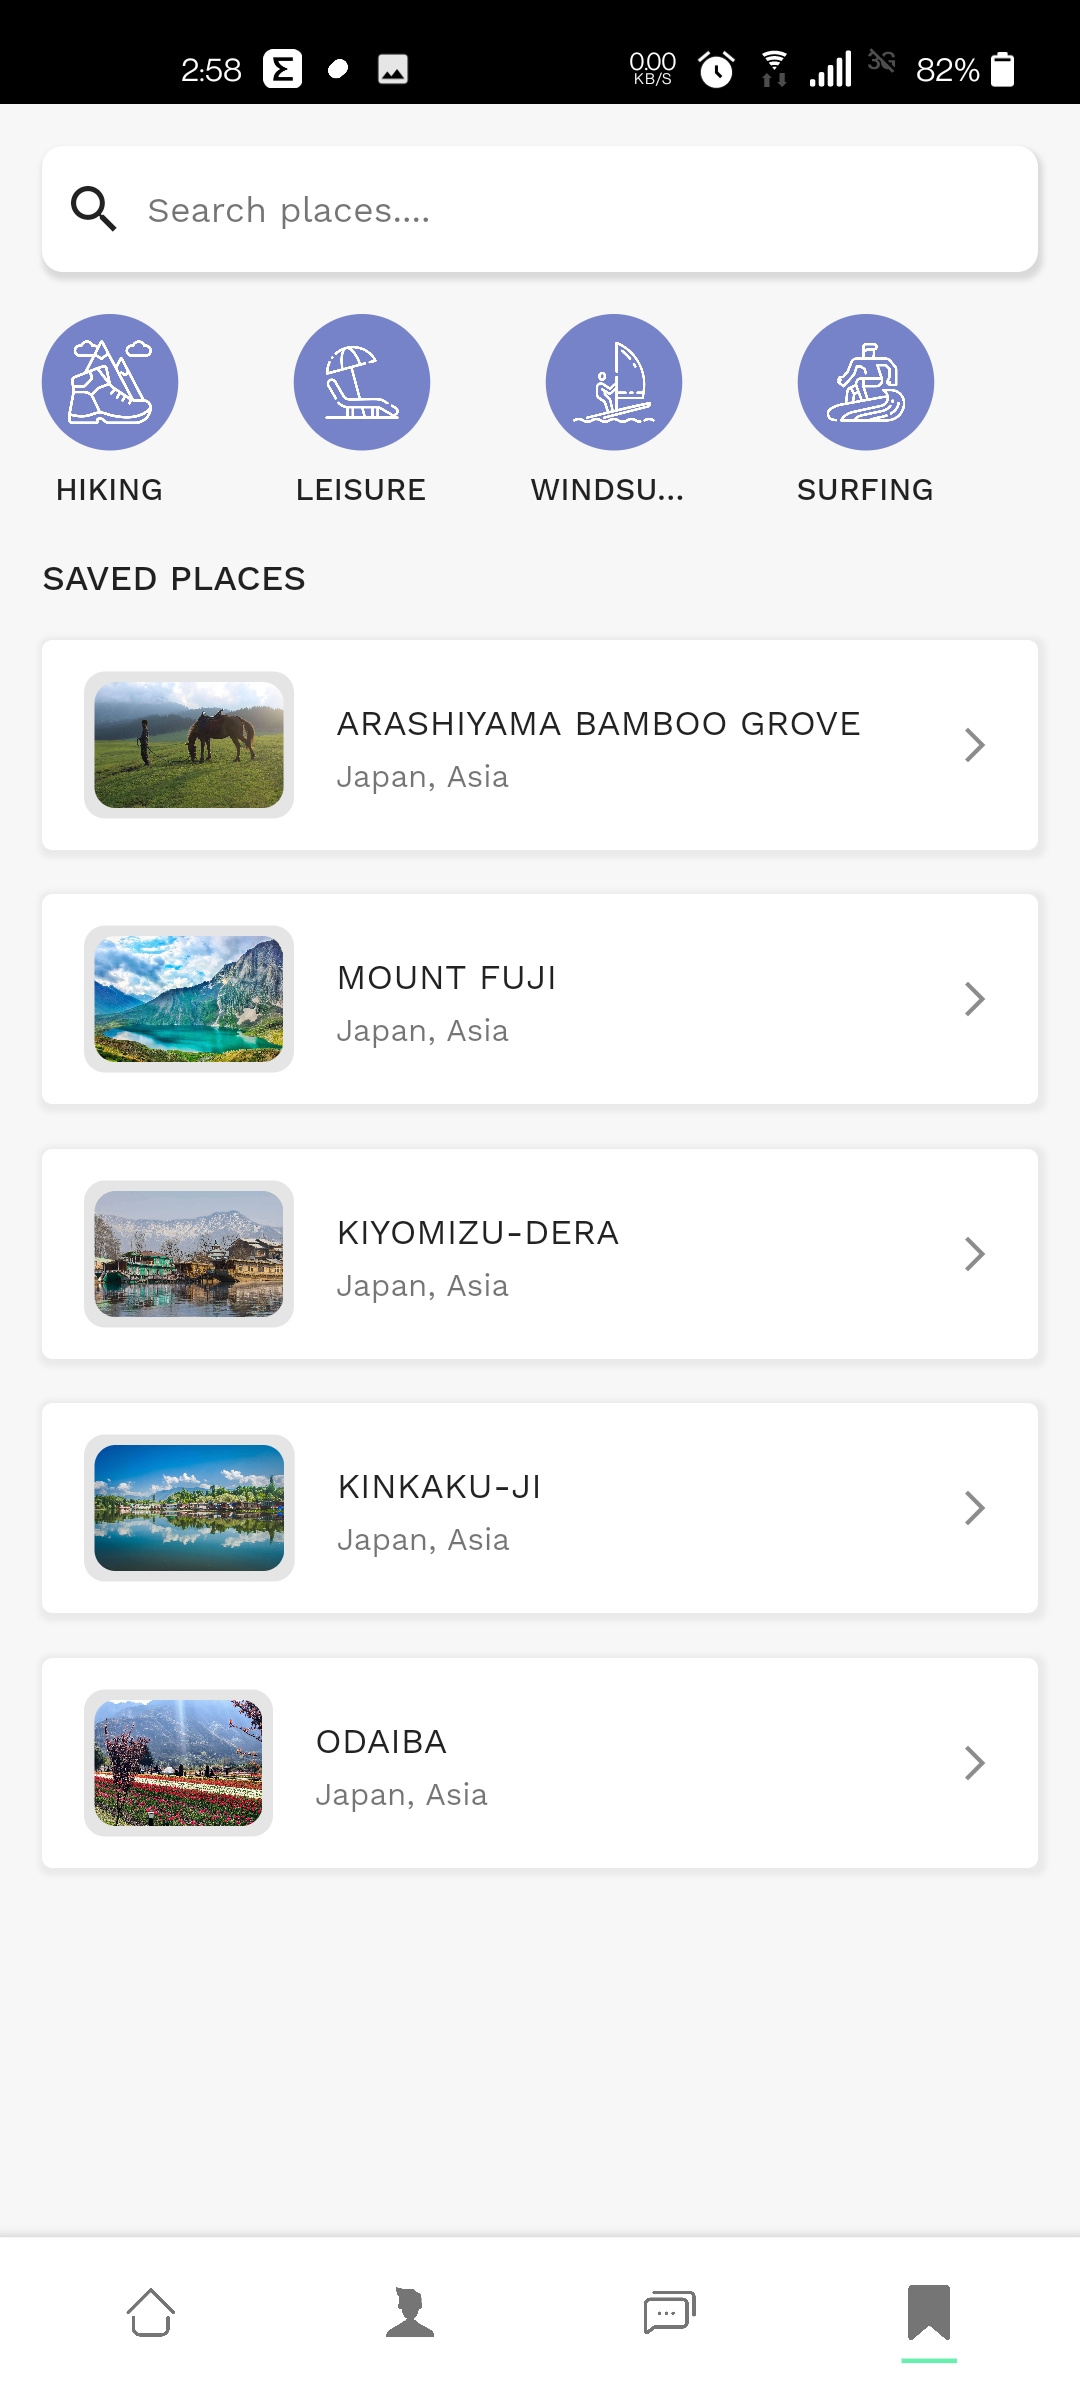 2:58
0.00
KB/S
3G
82%
Search places....
HIKING
LEISURE
WINDSU...
SURFING
SAVED PLACES
ARASHIYAMA BAMBOO GROVE
Japan, Asia
MOUNT FUJI
Japan, Asia
KIYOMIZU-DERA
Japan, Asia
KINKAKU-JI
Japan, Asia
ODAIBA
Japan, Asia